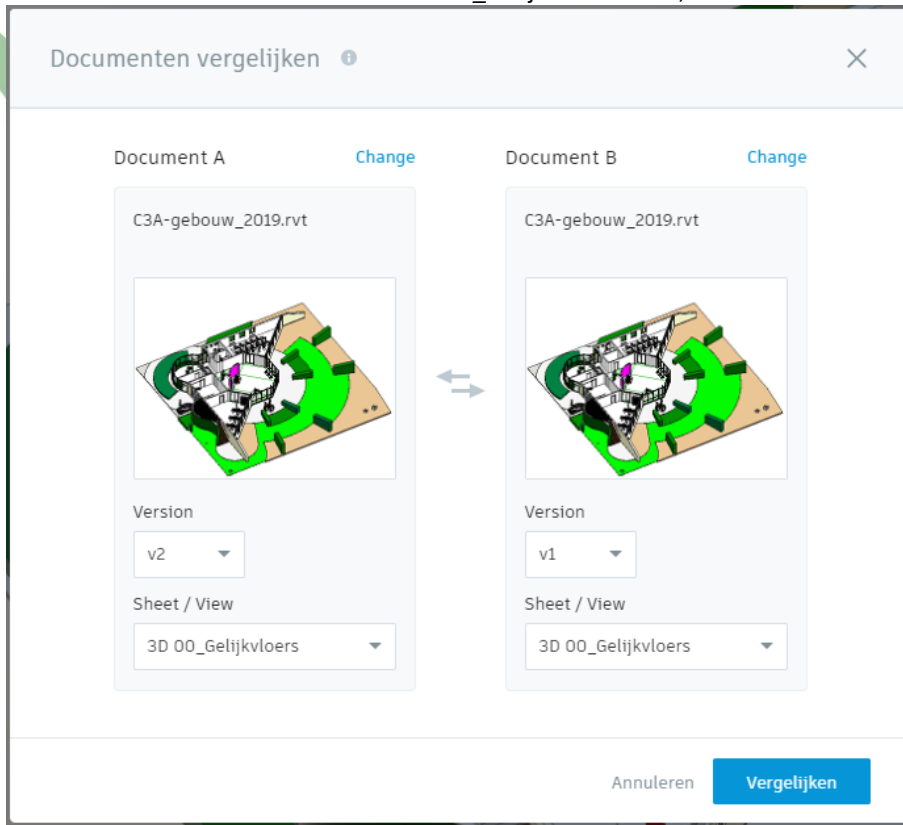 Documenten vergelijken
Document A Change
Document B Change
C3A-gebouw_2019.rvt
C3A-gebouw_2019.rvt
Version
v2
Version
v1
Sheet / View
3D 00_Gelijkvloers
Sheet / View
3D 00_Gelijkvloers
Annuleren Vergelijken